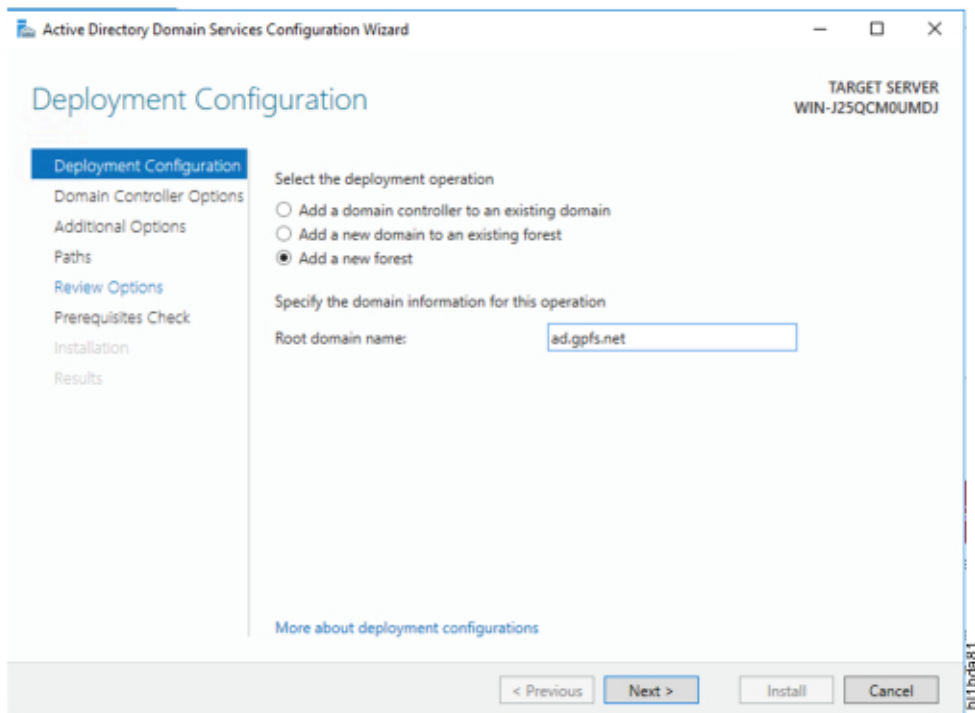 Active Directory Domain Services Configuration Wizard
Deployment Configuration
TARGET SERVER
WIN-J25QCM0UMDJ
Deployment Configuration
Domain Controller Options
Additional Options
Paths
Review Options
Prerequisites Check
Installation
Results
Select the deployment operation
Add a domain controller to an existing domain
Add a new domain to an existing forest
Add a new forest
Specify the domain information for this operation
Root domain name:
ad.gpfs.net
More about deployment configurations
< Previous
Next >
Install
Cancel